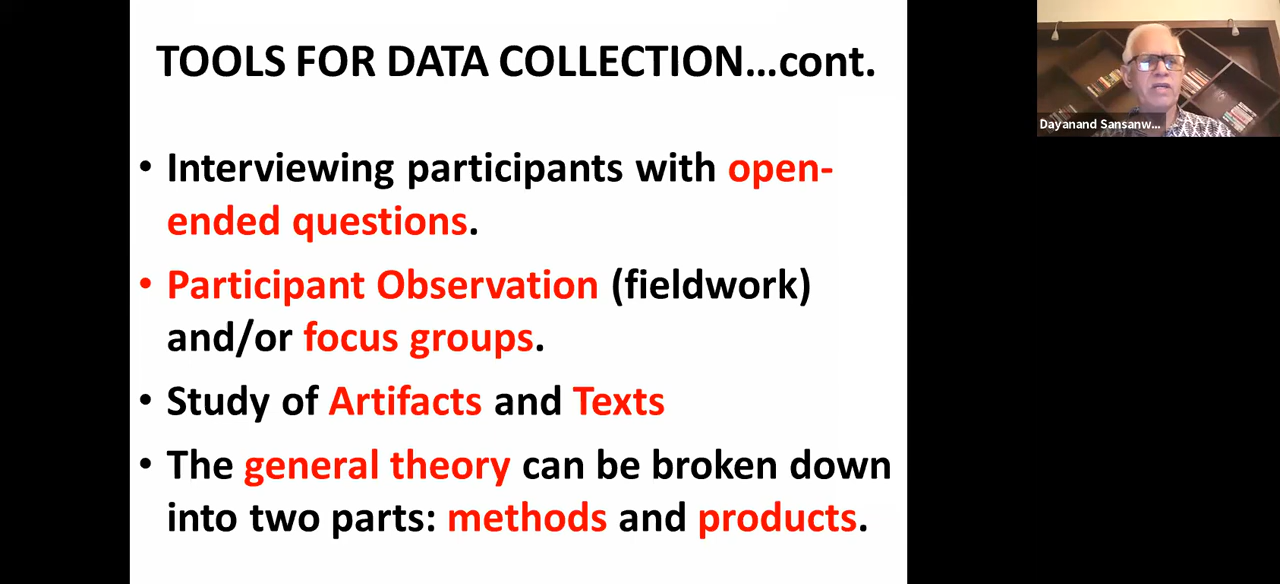 TOOLS FOR DATA COLLECTION...cont.
• Interviewing participants with open-
ended questions.
• Participant Observation (fieldwork)
and/or focus groups.
• Study of Artifacts and Texts
• The general theory can be broken down
into two parts: methods and products.
Dayanand Sansanw...